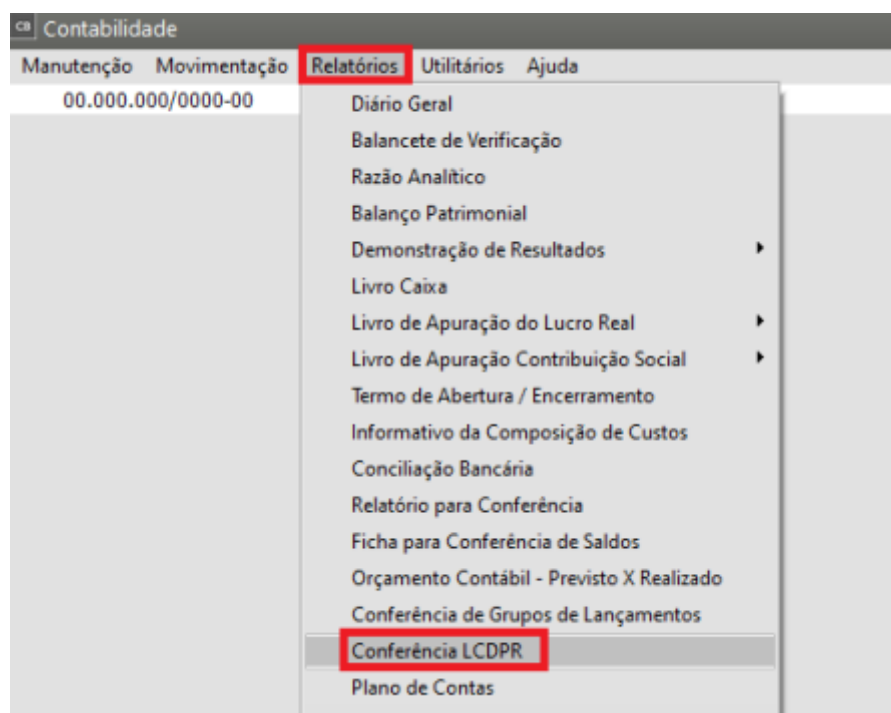 CB Contabilidade
Manutenção Movimentação Relatórios Utilitários Ajuda
00.000.000/0000-00
Diário Geral
Balancete de Verificação
Razão Analítico
Balanço Patrimonial
Demonstração de Resultados
Livro Caixa
Livro de Apuração do Lucro Real
Livro de Apuração Contribuição Social
Termo de Abertura / Encerramento
Informativo da Composição de Custos
Conciliação Bancária
Relatório para Conferência
Ficha para Conferência de Saldos
Orçamento Contábil - Previsto X Realizado
Conferência de Grupos de Lançamentos
Conferência LCDPR
Plano de Contas